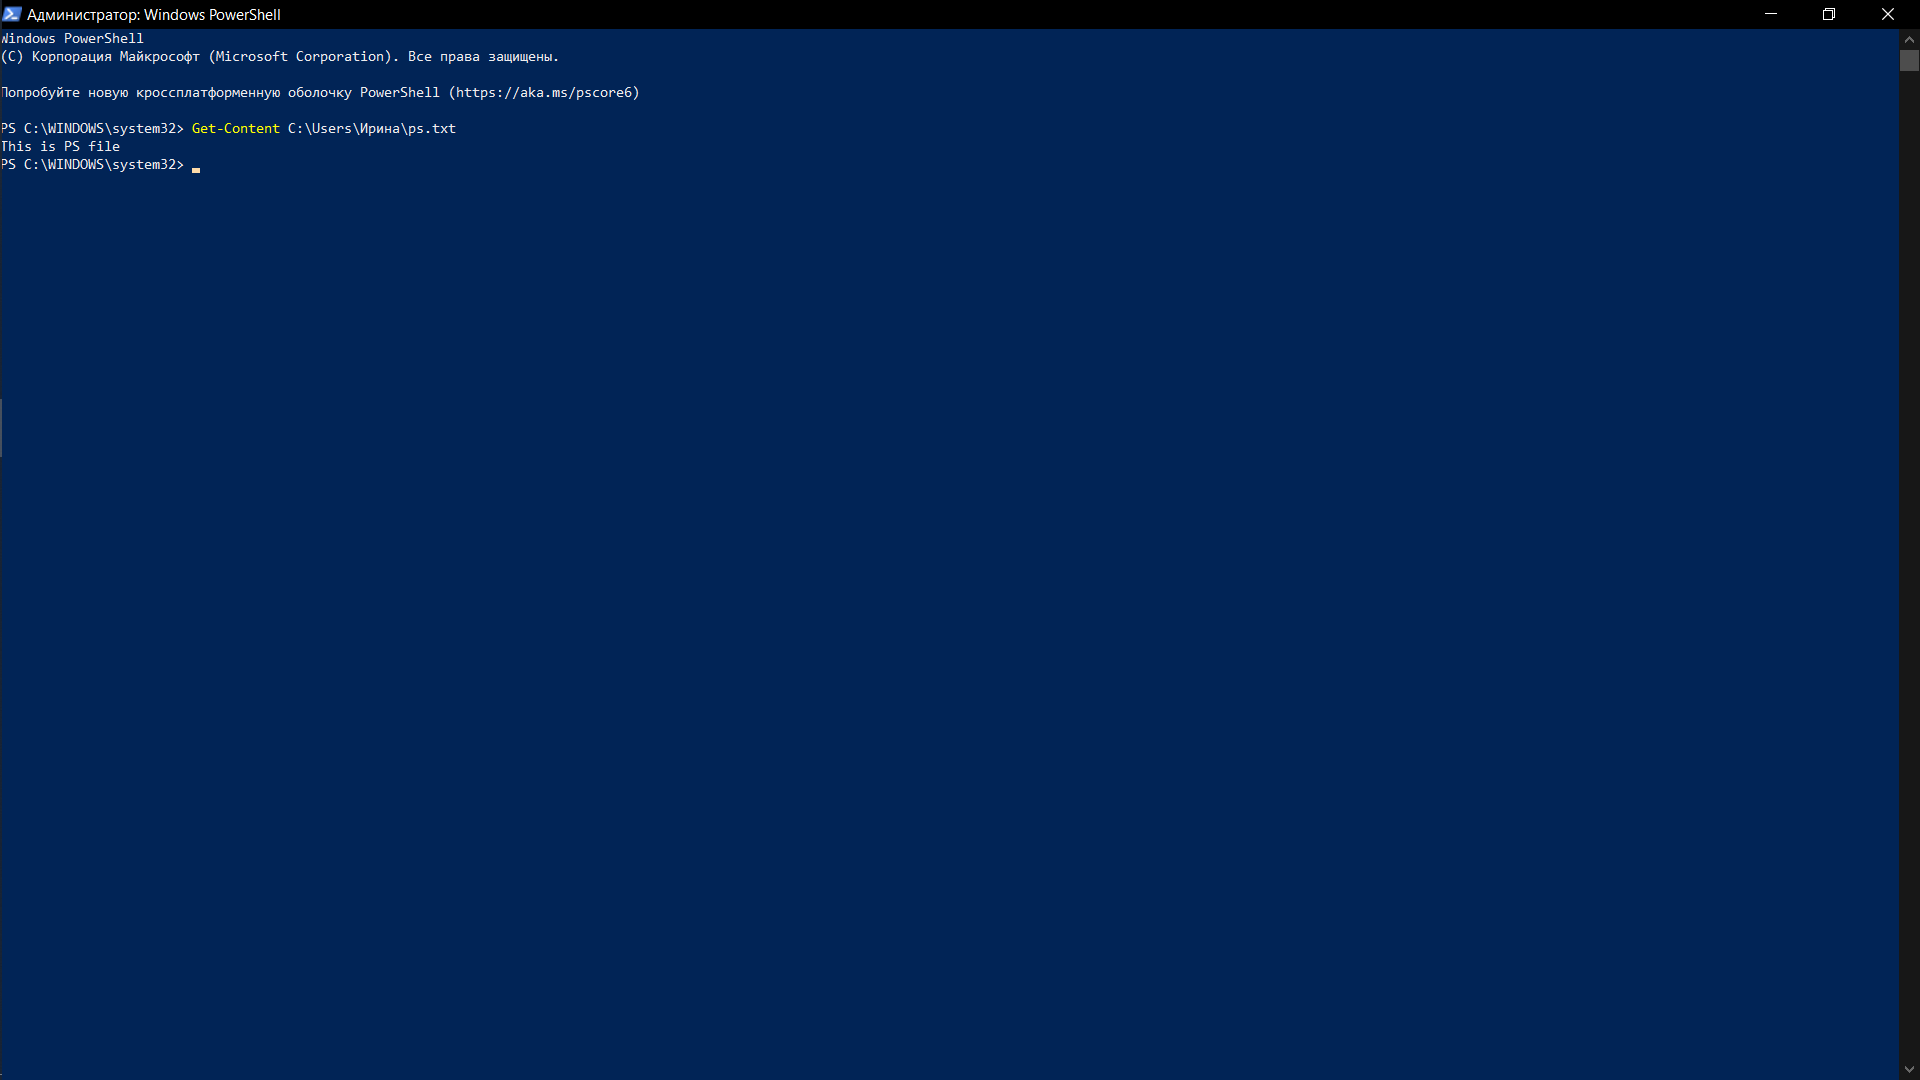 Администратор: Windows PowerShell
Windows PowerShell
(C) Корпорация Майкрософт (Microsoft Corporation). Все права защищены.
Попробуйте новую кроссплатформенную оболочку PowerShell (https://aka.ms/pscore6)
PS C:\WINDOWS\system32> Get-Content C:\Users\Ирина\ps.txt
This is PS file
PS C:\WINDOWS\system32>